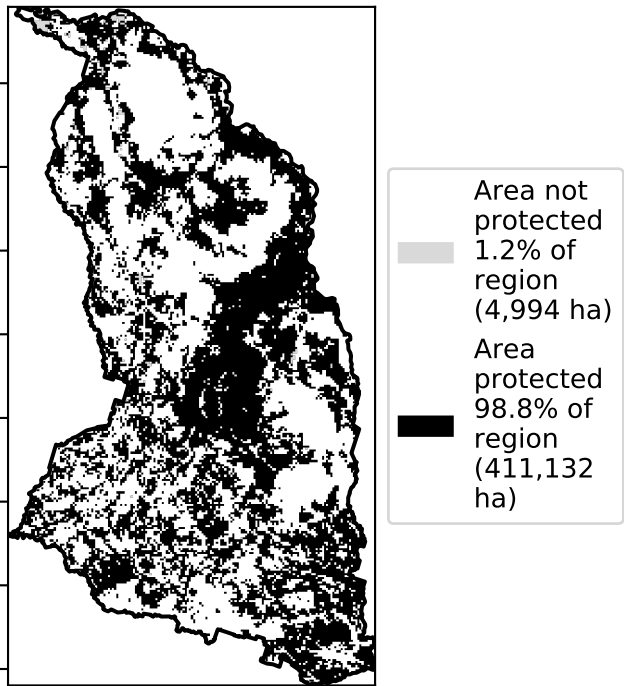 Area not
protected
1.2% of
region
(4,994 ha)
Area
protected
98.8% of
region
(411,132
ha)